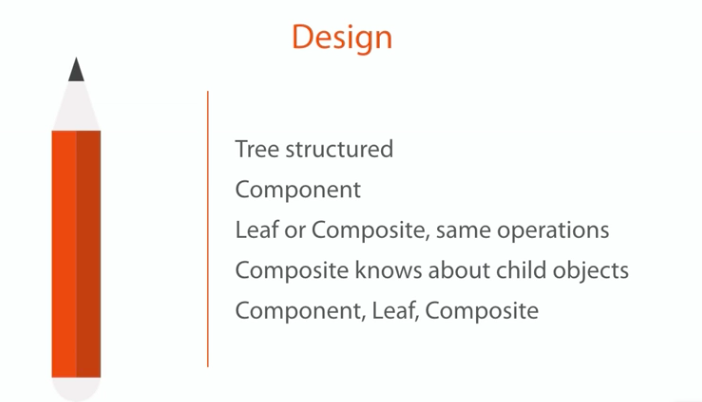 Design
Tree structured
Component
Leaf or Composite, same operations
Composite knows about child objects
Component, Leaf, Composite